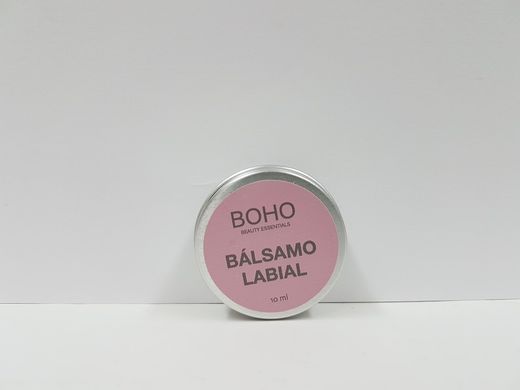 BOHO
BEAUTY ESSENTIALS
BÁLSAMO
LABIAL
10 ml